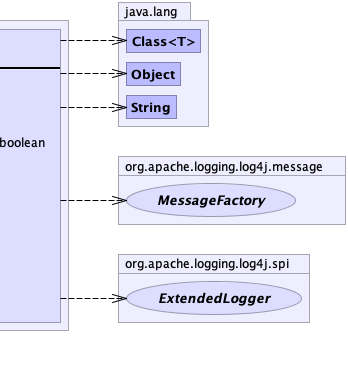 java.lang
Class<T>
Object
String
boolean
org.apache.logging.log4j.message
MessageFactory
org.apache.logging.log4j.spi
ExtendedLogger